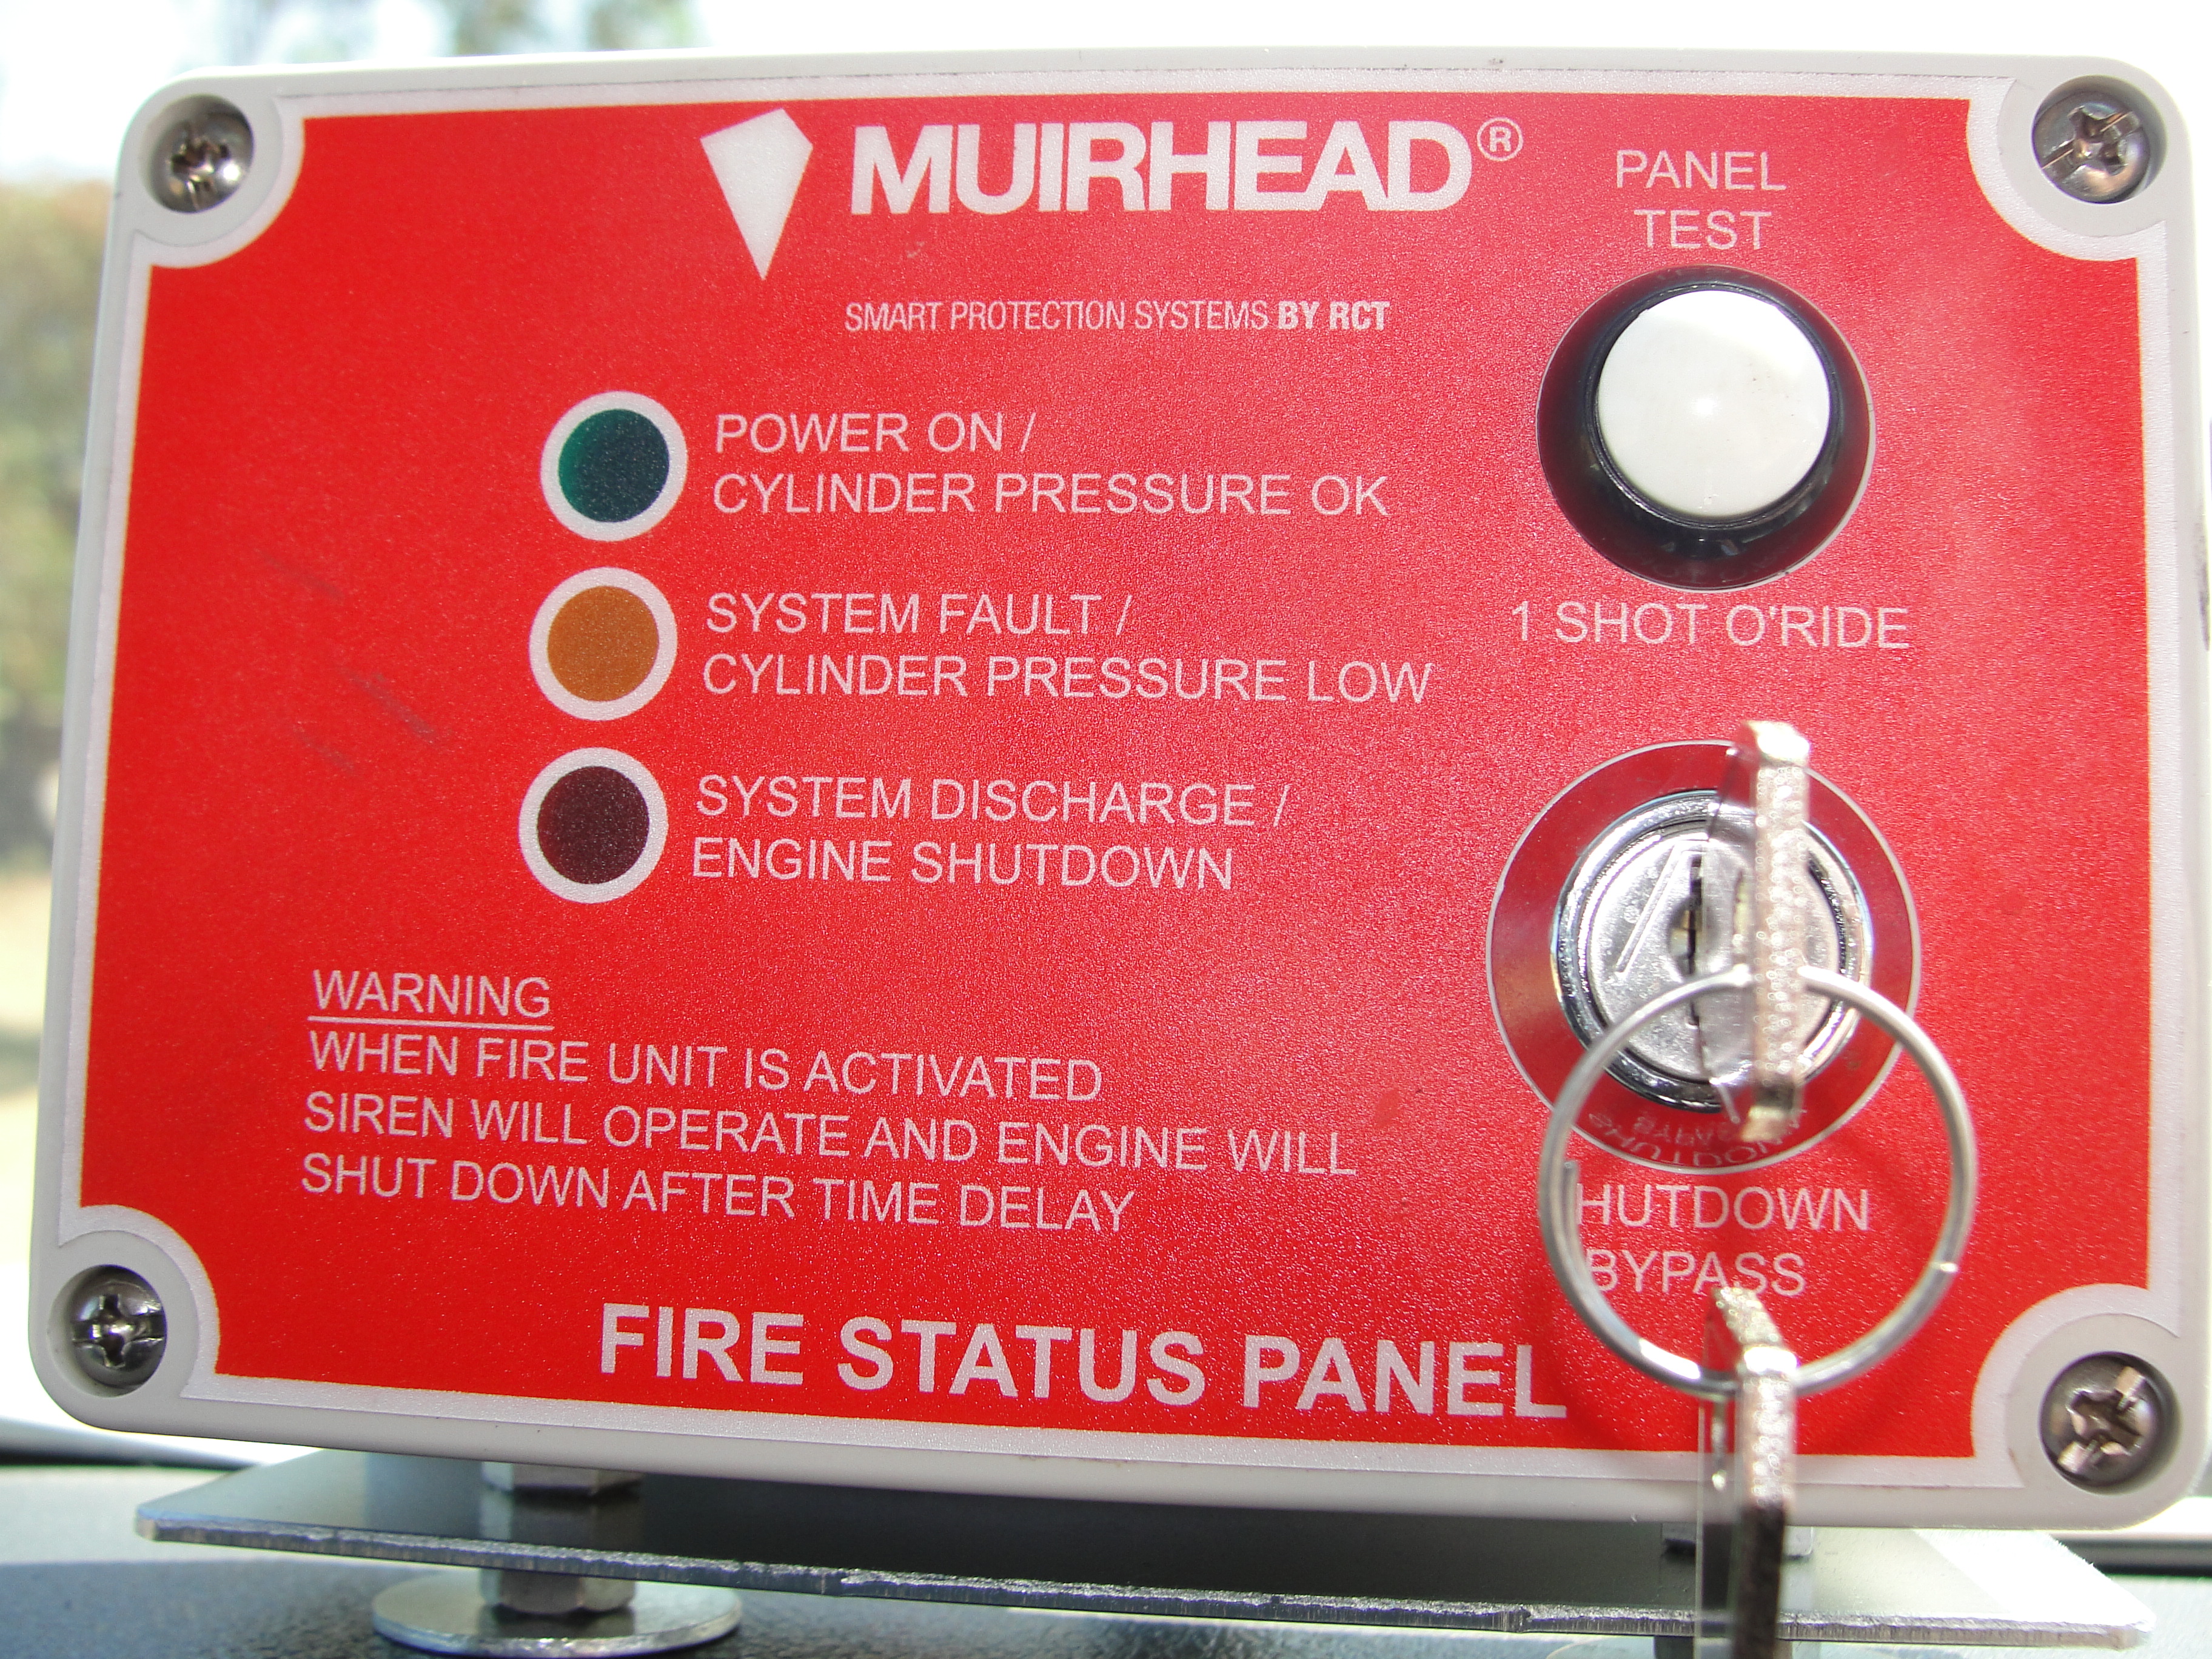 MUIRHEAD®
SMART PROTECTION SYSTEMS BY RCT
PANEL
TEST
POWER ON /
CYLINDER PRESSURE OK
1 SHOT O'RIDE
SYSTEM FAULT /
CYLINDER PRESSURE LOW
SYSTEM DISCHARGE /
ENGINE SHUTDOWN
WARNING
WHEN FIRE UNIT IS ACTIVATED
SIREN WILL OPERATE AND ENGINE WILL
SHUT DOWN AFTER TIME DELAY
HUTDOWN
BYPASS
FIRE STATUS PANEL